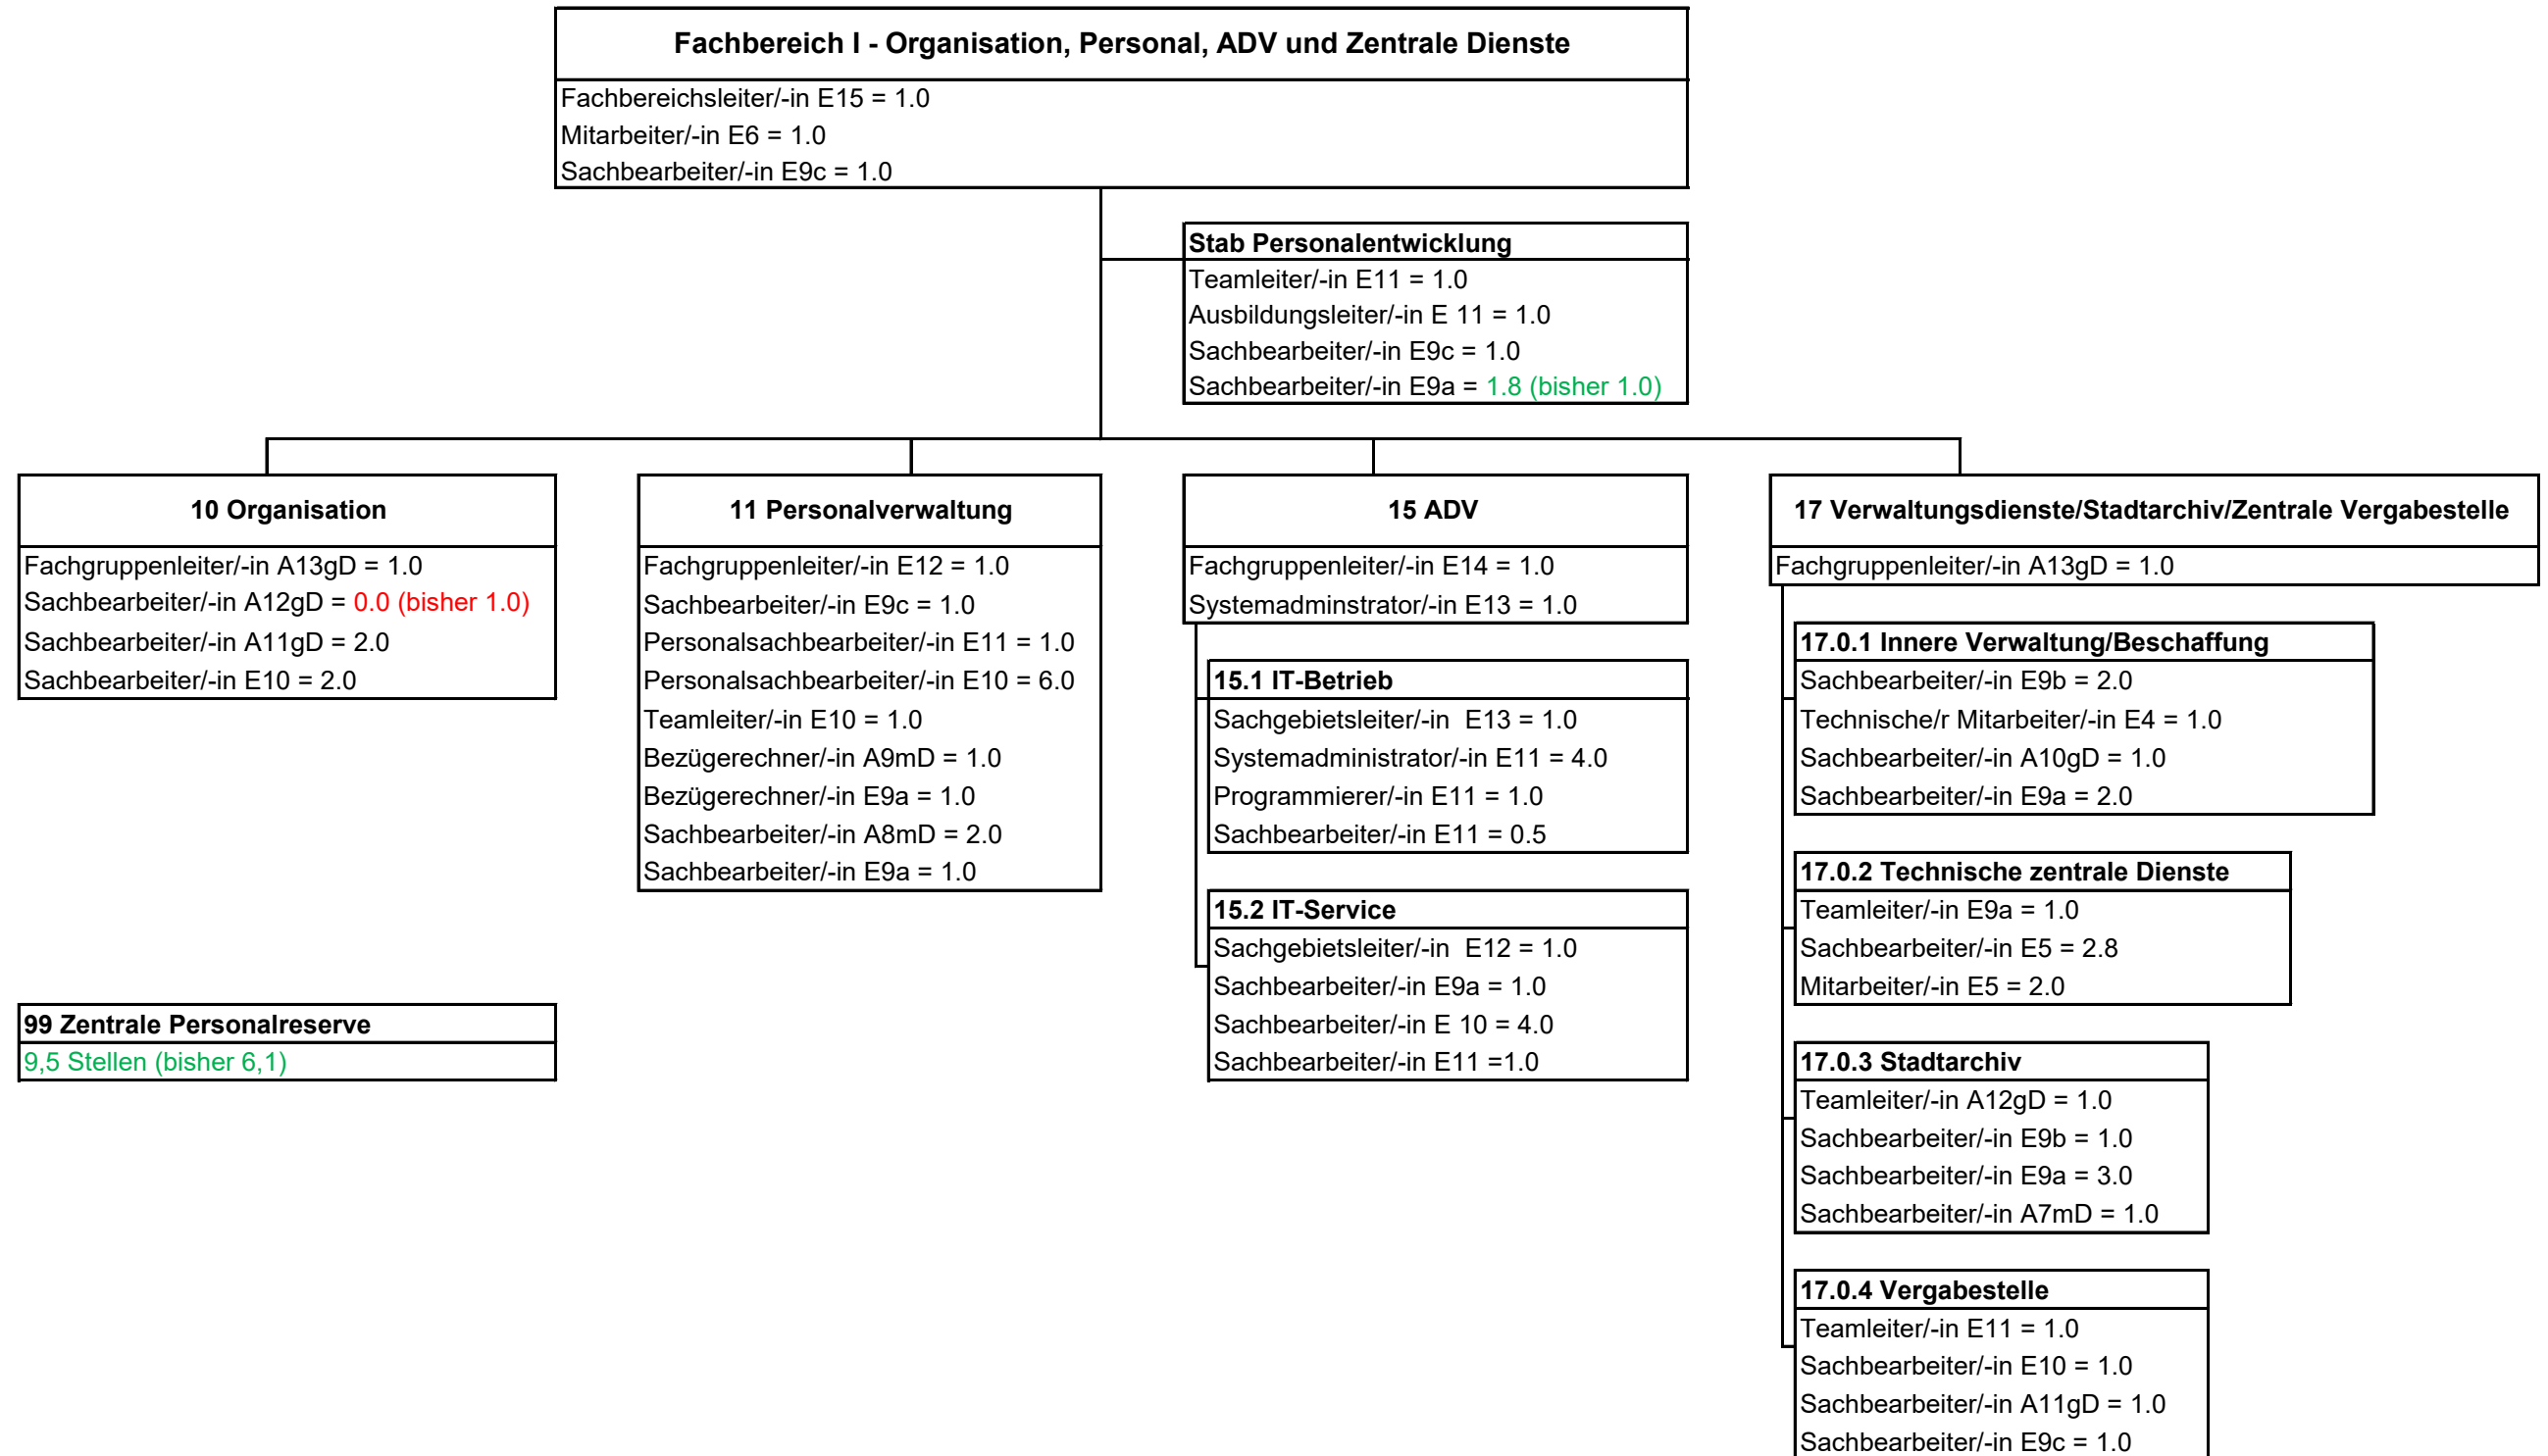 Fachbereich I - Organisation, Personal, ADV und Zentrale Dienste
Fachbereichsleiter/-in E15 = 1.0
Mitarbeiter/-in E6 = 1.0
Sachbearbeiter/-in E9c = 1.0
Stab Personalentwicklung
Teamleiter/-in E11 = 1.0
Ausbildungsleiter/-in E 11 = 1.0
Sachbearbeiter/-in E9c = 1.0
Sachbearbeiter/-in E9a = 1.8 (bisher 1.0)
10 Organisation
Fachgruppenleiter/-in A13gD = 1.0
Sachbearbeiter/-in A12gD = 0.0 (bisher 1.0)
Sachbearbeiter/-in A11gD = 2.0
Sachbearbeiter/-in E10 = 2.0
99 Zentrale Personalreserve
9,5 Stellen (bisher 6,1)
11 Personalverwaltung
Fachgruppenleiter/-in E12 = 1.0
Sachbearbeiter/-in E9c = 1.0
Personalsachbearbeiter/-in E11 = 1.0
Personalsachbearbeiter/-in E10 = 6.0
Teamleiter/-in E10 = 1.0
Bezügerechner/-in A9mD = 1.0
Bezügerechner/-in E9a = 1.0
Sachbearbeiter/-in A8mD = 2.0
Sachbearbeiter/-in E9a = 1.0
15 ADV
Fachgruppenleiter/-in E14 = 1.0
Systemadminstrator/-in E13 = 1.0
15.1 IT-Betrieb
Sachgebietsleiter/-in  E13 = 1.0
Systemadministrator/-in E11 = 4.0
Programmierer/-in E11 = 1.0
Sachbearbeiter/-in E11 = 0.5
15.2 IT-Service
Sachgebietsleiter/-in  E12 = 1.0
Sachbearbeiter/-in E9a = 1.0
Sachbearbeiter/-in E 10 = 4.0
Sachbearbeiter/-in E11 =1.0
17 Verwaltungsdienste/Stadtarchiv/Zentrale Vergabestelle
Fachgruppenleiter/-in A13gD = 1.0
17.0.1 Innere Verwaltung/Beschaffung
Sachbearbeiter/-in E9b = 2.0
Technische/r Mitarbeiter/-in E4 = 1.0
Sachbearbeiter/-in A10gD = 1.0
Sachbearbeiter/-in E9a = 2.0
17.0.2 Technische zentrale Dienste
Teamleiter/-in E9a = 1.0
Sachbearbeiter/-in E5 = 2.8
Mitarbeiter/-in E5 = 2.0
17.0.3 Stadtarchiv
Teamleiter/-in A12gD = 1.0
Sachbearbeiter/-in E9b = 1.0
Sachbearbeiter/-in E9a = 3.0
Sachbearbeiter/-in A7mD = 1.0
17.0.4 Vergabestelle
Teamleiter/-in E11 = 1.0
Sachbearbeiter/-in E10 = 1.0
Sachbearbeiter/-in A11gD = 1.0
Sachbearbeiter/-in E9c = 1.0